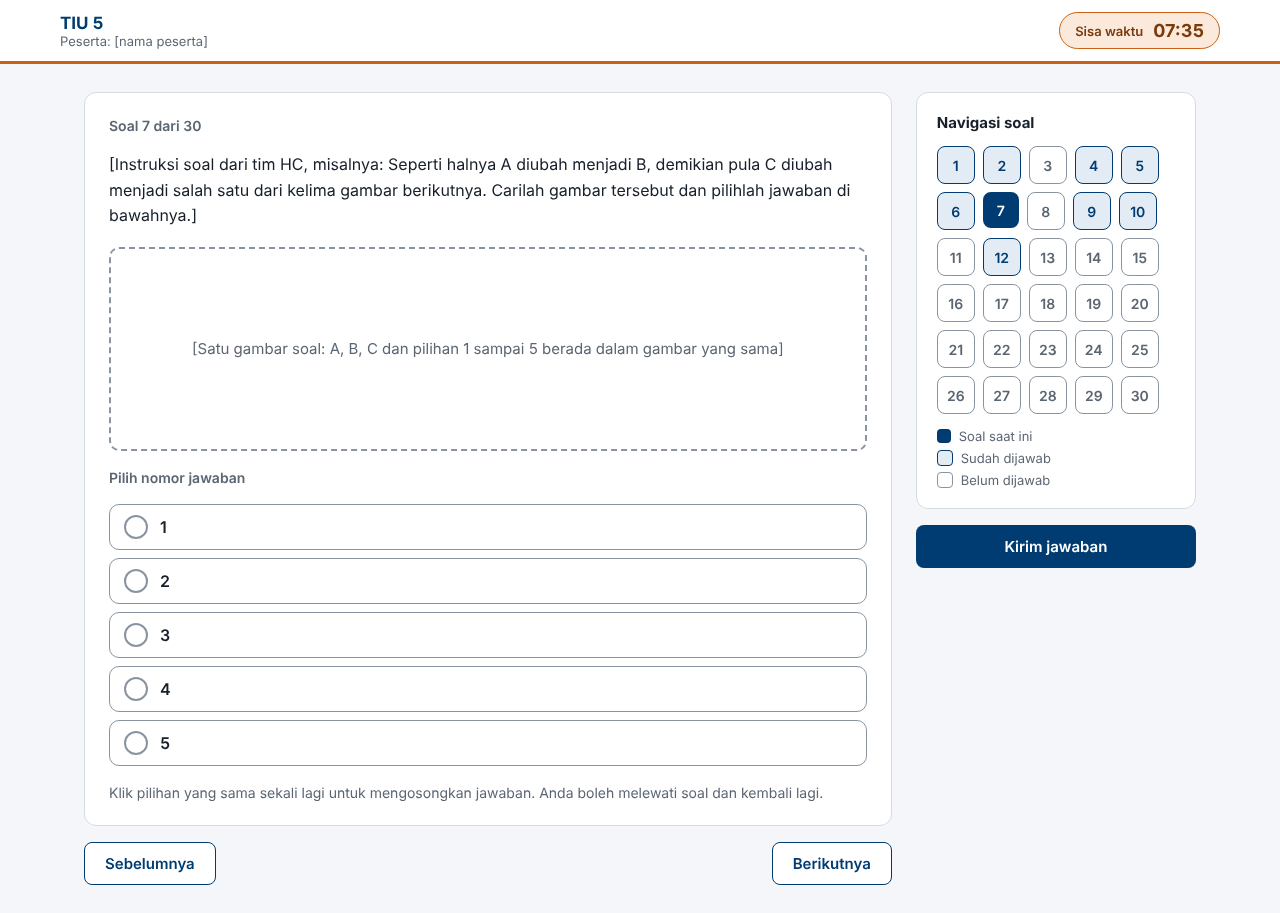 TIU 5
Peserta: [nama peserta]
Sisa waktu 07:35
Soal 7 dari 30
[Instruksi soal dari tim HC, misalnya: Seperti halnya A diubah menjadi B, demikian pula C diubah
menjadi salah satu dari kelima gambar berikutnya. Carilah gambar tersebut dan pilihlah jawaban di
bawahnya.]
[Satu gambar soal: A, B, C dan pilihan 1 sampai 5 berada dalam gambar yang sama]
Pilih nomor jawaban
1
2
3
4
5
Klik pilihan yang sama sekali lagi untuk mengosongkan jawaban. Anda boleh melewati soal dan kembali lagi.
Sebelumnya
Berikutnya
Navigasi soal
1 2 3 4 5
6 7 8 9 10
11 12 13 14 15
16 17 18 19 20
21 22 23 24 25
26 27 28 29 30
Soal saat ini
Sudah dijawab
Belum dijawab
Kirim jawaban